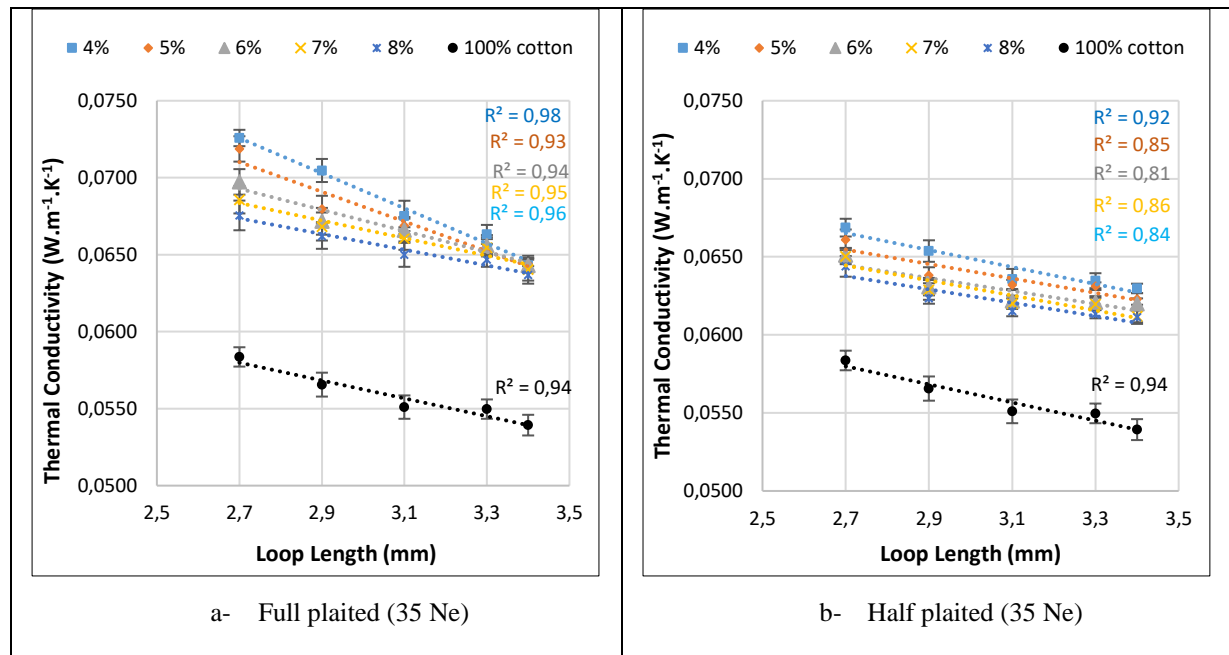 4% 5% 6% 7% 8% 100% cotton
0,0750
0,0700
0,0650
0,0600
0,0550
0,0500
Thermal Conductivity (W.m⁻¹.K⁻¹)
R² = 0,98
R² = 0,93
R² = 0,94
R² = 0,95
R² = 0,96
R² = 0,94
2,5 2,7 2,9 3,1 3,3 3,5
Loop Length (mm)
a- Full plaited (35 Ne)
4% 5% 6% 7% 8% 100% cotton
0,0750
0,0700
0,0650
0,0600
0,0550
0,0500
Thermal Conductivity (W.m⁻¹.K⁻¹)
R² = 0,92
R² = 0,85
R² = 0,81
R² = 0,86
R² = 0,84
R² = 0,94
2,5 2,7 2,9 3,1 3,3 3,5
Loop Length (mm)
b- Half plaited (35 Ne)